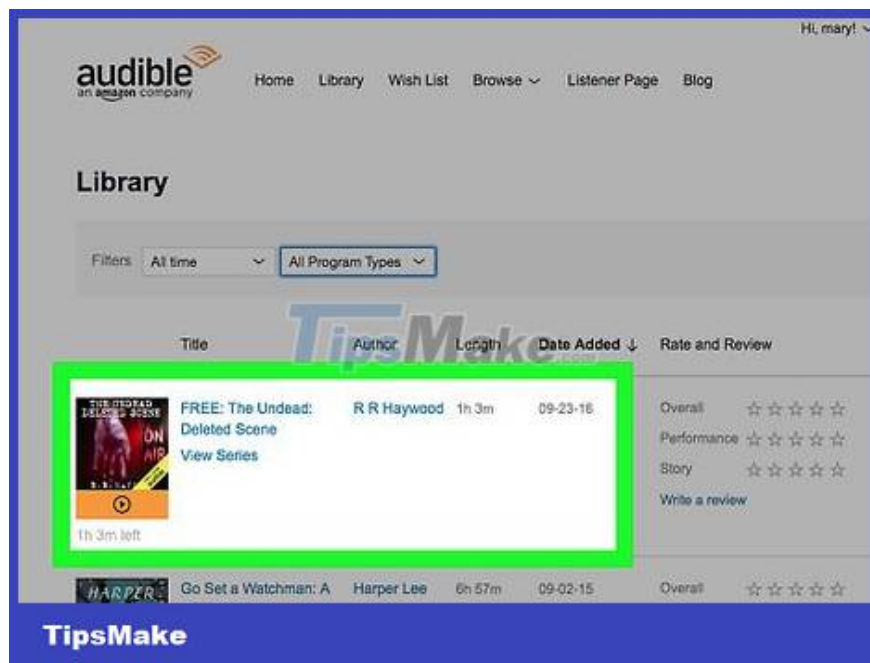 Hi, mary!
audible
an amazon company
Home Library Wish List Browse Listener Page Blog
Library
Filters All time All Program Types
TipsMake.com
Title Author Length Date Added ↓ Rate and Review
THE UNDEAD
DELETED SCENE
ON
AIR
FREE: The Undead: R R Haywood 1h 3m 09-23-16 Overall
Deleted Scene Performance
View Series Story
Write a review
1h 3m left
HARPER Go Set a Watchman: A Harper Lee 6h 57m 09-02-15 Overall
TipsMake